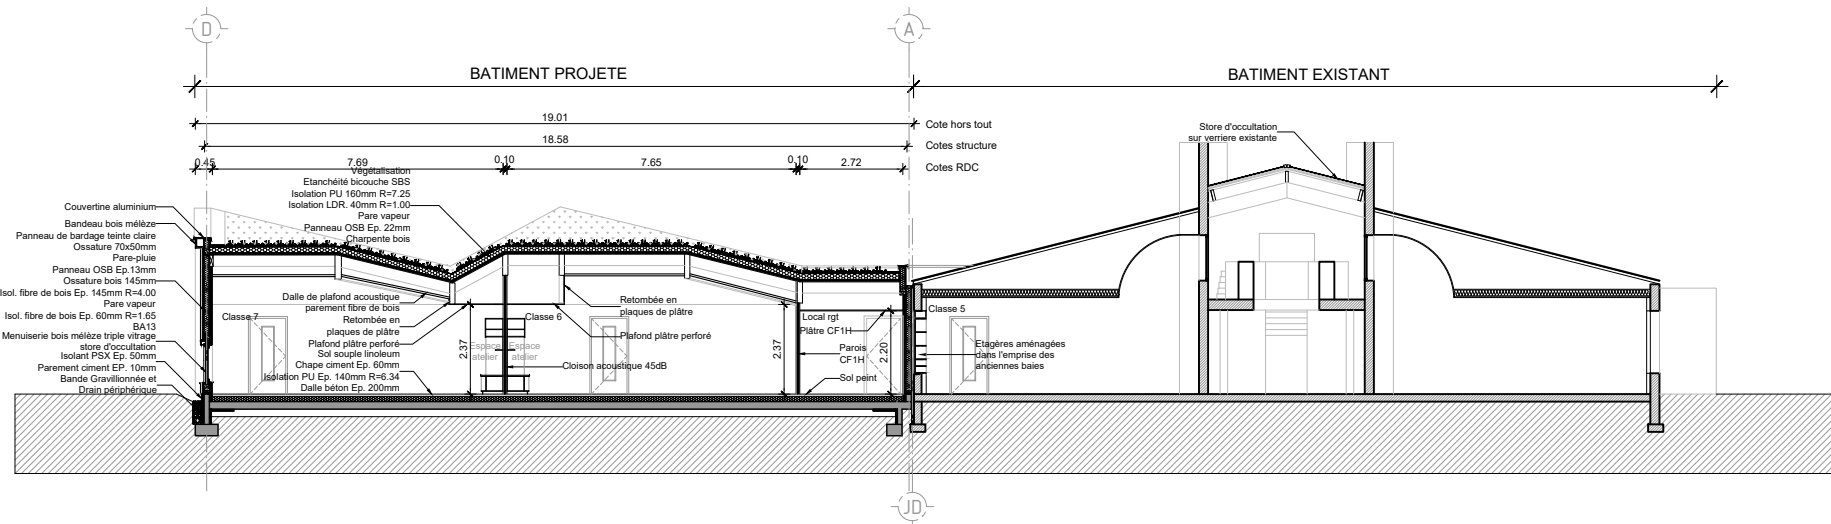 D
A
BATIMENT PROJETE
BATIMENT EXISTANT
19.01
Cote hors tout
18.58
Cotes structure
0.45
7.69
0.10
7.65
0.10
2.72
Cotes RDC
Végétalisation
Etanchéité bicouche SBS
Isolation PU 160mm R=7.25
Isolation LDR. 40mm R=1.00
Pare vapeur
Panneau OSB Ep. 22mm
Charpente bois
Store d'occultation
sur verriere existante
Couvertine aluminium
Bandeau bois mélèze
Panneau de bardage teinte claire
Ossature 70x50mm
Pare-pluie
Panneau OSB Ep.13mm
Ossature bois 145mm
Isol. fibre de bois Ep. 145mm R=4.00
Pare vapeur
Isol. fibre de bois Ep. 60mm R=1.65
BA13
Menuiserie bois mélèze triple vitrage
store d'occultation
Isolant PSX Ep. 50mm
Parement ciment EP. 10mm
Bande Gravillionnée et
Drain périphérique
Classe 7
Dalle de plafond acoustique
parement fibre de bois
Retombée en
plaques de plâtre
Plafond plâtre perforé
Sol souple linoleum
Chape ciment Ep. 60mm
Isolation PU Ep. 140mm R=6.34
Dalle béton Ep. 200mm
2.37
Espace
atelier
Espace
atelier
Classe 6
Retombée en
plaques de plâtre
Plafond plâtre perforé
Cloison acoustique 45dB
2.37
Local rgt
Plâtre CF1H
Parois
CF1H
2.20
Sol peint
Classe 5
Etagères aménagées
dans l'emprise des
anciennes baies
JD